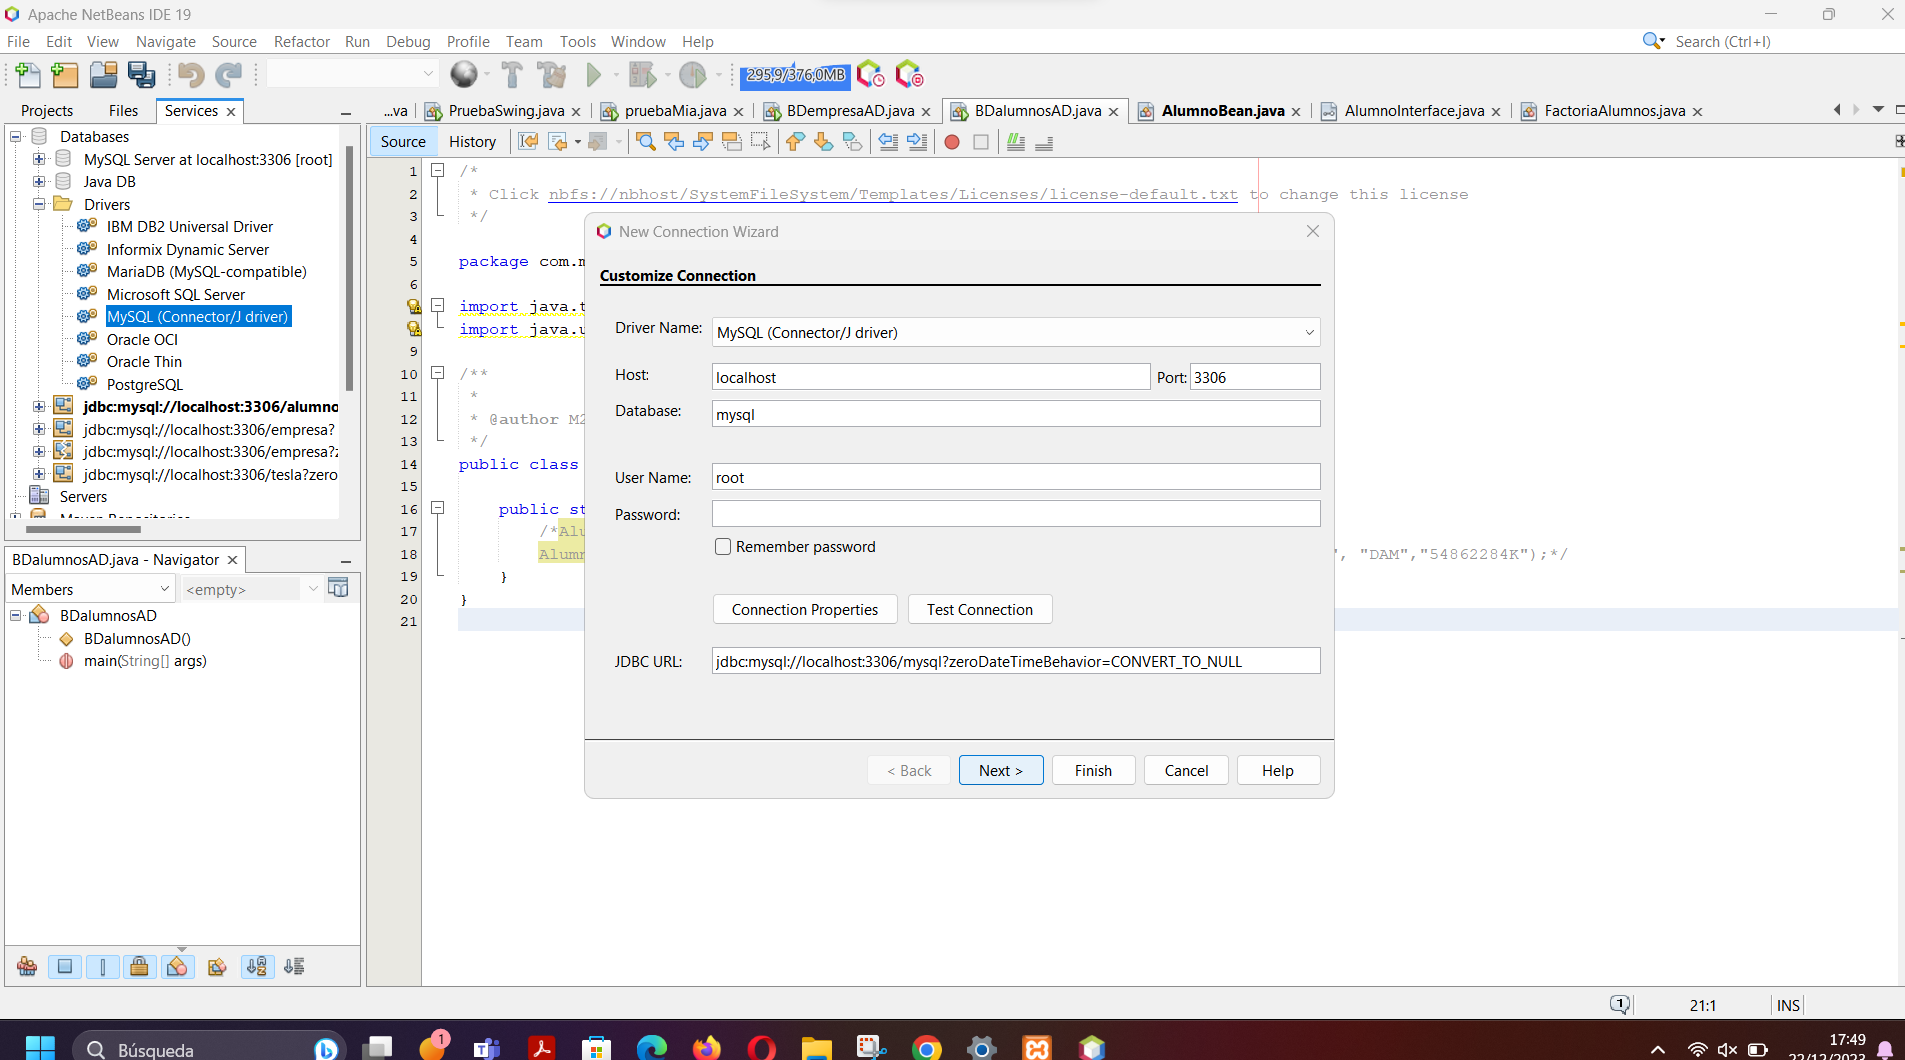 Apache NetBeans IDE 19
File Edit View Navigate Source Refactor Run Debug Profile Team Tools Window Help
Search (Ctrl+I)
295,9/376,0MB
Projects Files Services
...va PruebaSwing.java pruebaMia.java BDempresaAD.java BDalumnosAD.java AlumnoBean.java AlumnoInterface.java FactoriaAlumnos.java
Databases
MySQL Server at localhost:3306 [root]
Java DB
Drivers
IBM DB2 Universal Driver
Informix Dynamic Server
MariaDB (MySQL-compatible)
Microsoft SQL Server
MySQL (Connector/J driver)
Oracle OCI
Oracle Thin
PostgreSQL
jdbc:mysql://localhost:3306/alumno
jdbc:mysql://localhost:3306/empresa?
jdbc:mysql://localhost:3306/empresa?z
jdbc:mysql://localhost:3306/tesla?zero
Servers
BDalumnosAD.java - Navigator
Members <empty>
BDalumnosAD
BDalumnosAD()
main(String[] args)
Source History
1 /*
2 * Click nbfs://nbhost/SystemFileSystem/Templates/Licenses/license-default.txt to change this license
3 */
4
5 package com.m
6
import java.t
import java.u
9
10 /**
11 *
12 * @author M2
13 */
14 public class
15
16 public st
17 /*Alu
18 Alumn ", "DAM","54862284K");*/
19 }
20 }
21
New Connection Wizard
Customize Connection
Driver Name: MySQL (Connector/J driver)
Host: localhost Port: 3306
Database: mysql
User Name: root
Password:
Remember password
Connection Properties Test Connection
JDBC URL: jdbc:mysql://localhost:3306/mysql?zeroDateTimeBehavior=CONVERT_TO_NULL
< Back Next > Finish Cancel Help
1 21:1 INS
Búsqueda
1
17:49
22/12/2023